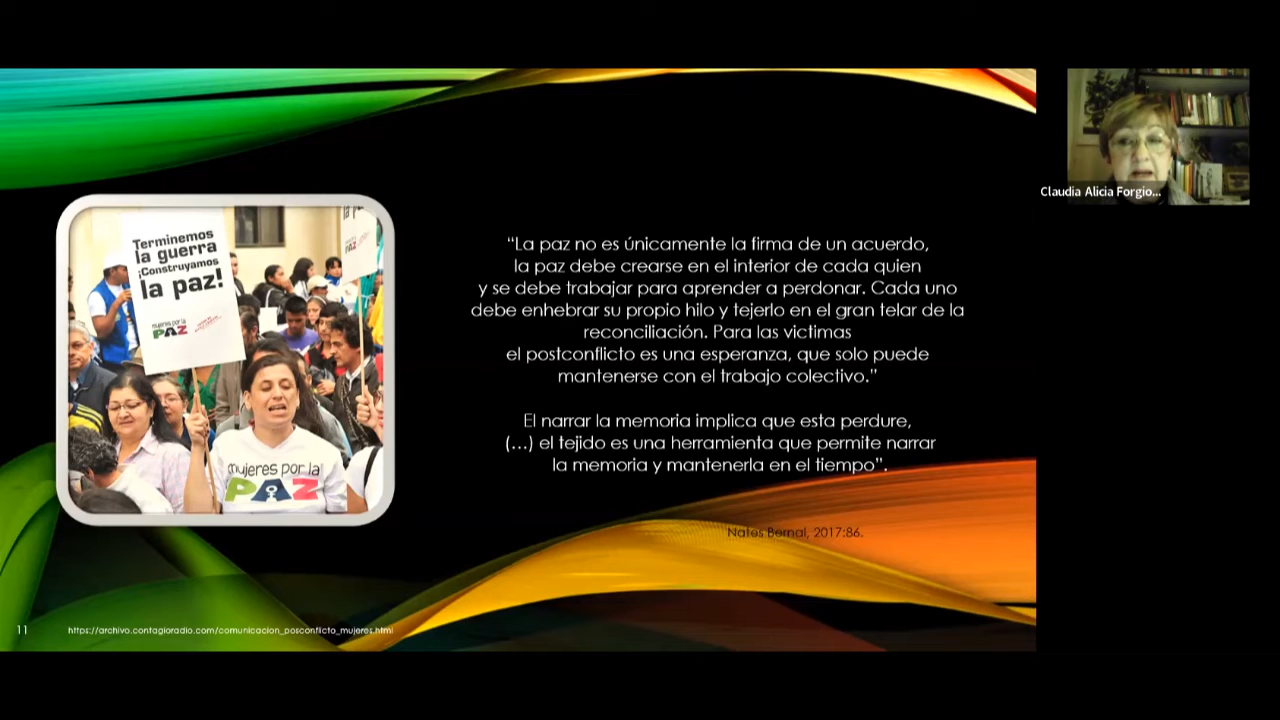 Terminemos
la guerra
¡Construyamos
la paz!
mujeres por la
PAZ
mujeres por la
PAZ
“La paz no es únicamente la firma de un acuerdo,
la paz debe crearse en el interior de cada quien
y se debe trabajar para aprender a perdonar. Cada uno
debe enhebrar su propio hilo y tejerlo en el gran telar de la
reconciliación. Para las victimas
el postconflicto es una esperanza, que solo puede
mantenerse con el trabajo colectivo.”
El narrar la memoria implica que esta perdure,
(...) el tejido es una herramienta que permite narrar
la memoria y mantenerla en el tiempo”.
Nates Bernal, 2017:86.
11
https://archivo.contagioradio.com/comunicacion_posconflicto_mujeres.html
Claudia Alicia Forgio...